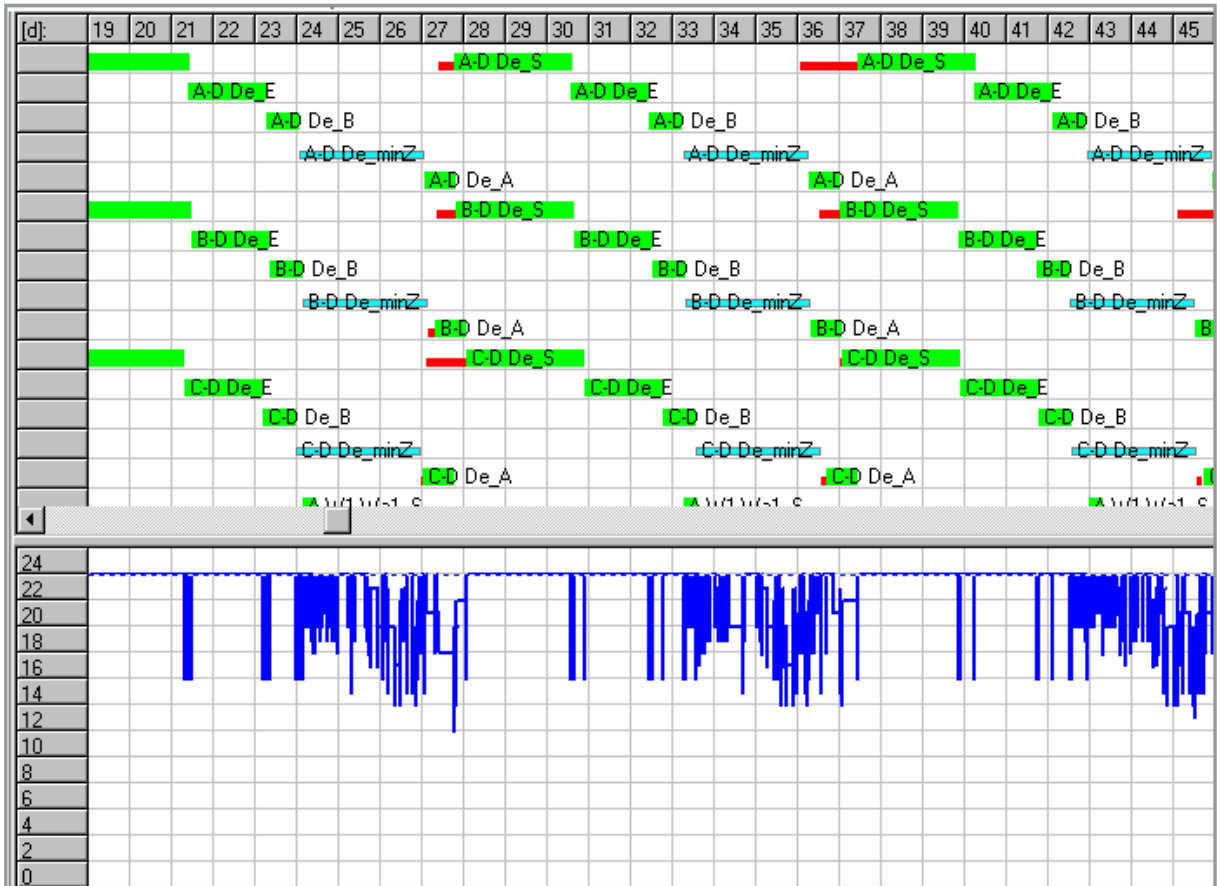 [d]: 19 20 21 22 23 24 25 26 27 28 29 30 31 32 33 34 35 36 37 38 39 40 41 42 43 44 45
A-D De_S A-D De_S
A-D De_E A-D De_E A-D De_E
A-D De_B A-D De_B A-D De_B
A-D De_minZ A-D De_minZ A-D De_minZ
A-D De_A A-D De_A
B-D De_S B-D De_S
B-D De_E B-D De_E B-D De_E
B-D De_B B-D De_B B-D De_B
B-D De_minZ B-D De_minZ B-D De_minZ
B-D De_A B-D De_A B
C-D De_S C-D De_S
C-D De_E C-D De_E C-D De_E
C-D De_B C-D De_B C-D De_B
C-D De_minZ C-D De_minZ C-D De_minZ
C-D De_A C-D De_A
24
22
20
18
16
14
12
10
8
6
4
2
0